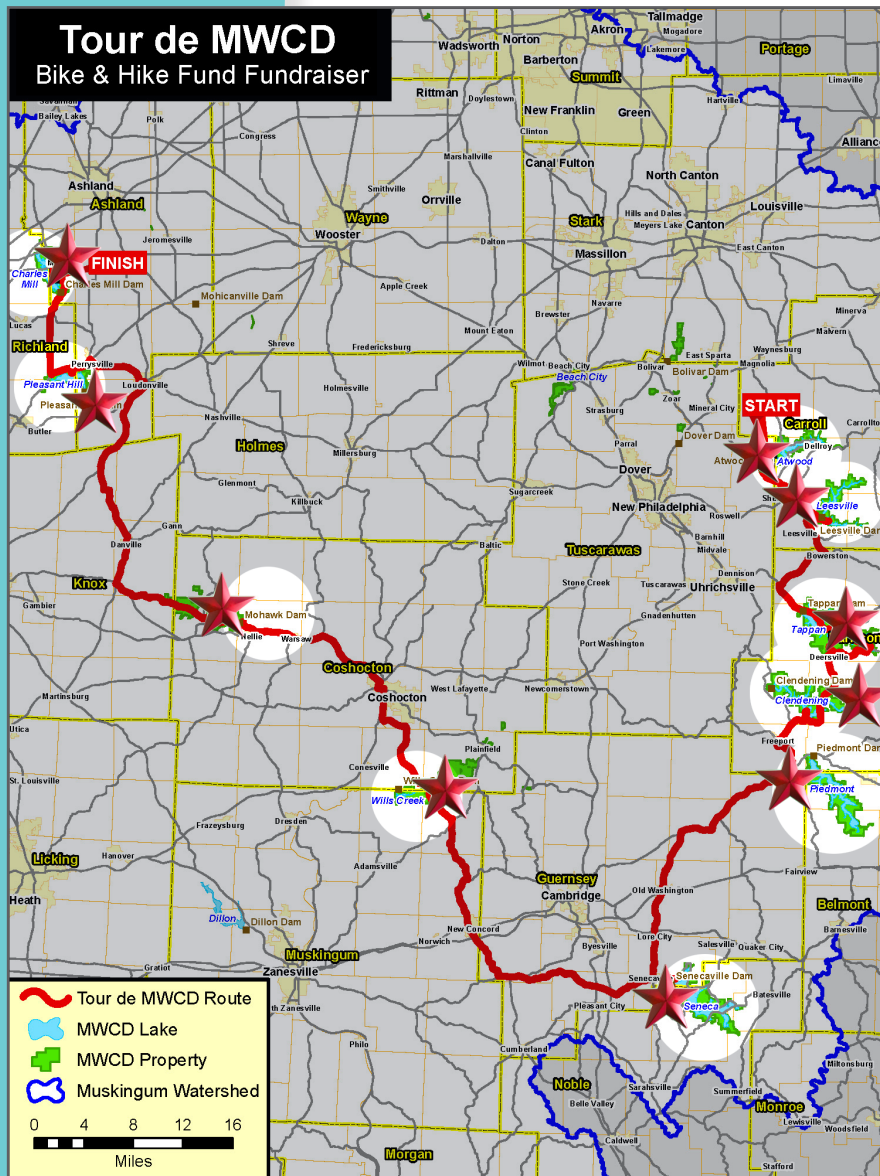 Tour de MWCD
Bike & Hike Fund Fundraiser
Tallmadge
Akron
Mogadore
Norton
Wadsworth
Lakemore
Portage
Barberton
Summit
Limaville
Rittman
Doylestown
Hartville
Bailey Lakes
Polk
New Franklin
Green
Congress
Clinton
Alliance
Marshallville
Canal Fulton
North Canton
Ashland
Smithville
Ashland
Orrville
Louisville
Wayne
Hills and Dales
Stark
Meyers Lake
Canton
Wooster
Jeromesville
Dalton
East Canton
Massillon
FINISH
Charles
Mill
Charles Mill Dam
Apple Creek
Mohicanville Dam
Navarre
Minerva
Brewster
Lucas
Mount Eaton
Malvern
Richland
Shreve
Fredericksburg
Waynesburg
East Sparta
Perrysville
Wilmot
Beach City
Bolivar
Magnolia
Bolivar Dam
Beach City
Pleasant Hill
Loudonville
Holmesville
Zoar
Mineral City
START
Strasburg
Nashville
Carroll
Butler
Parral
Dover Dam
Holmes
Millersburg
Dellroy
Atwood
Dover
Glenmont
Sugarcreek
Killbuck
New Philadelphia
Leesville
Roswell
Gann
Leesville Dam
Leesville
Barnhill
Danville
Baltic
Midvale
Tuscarawas
Bowerston
Dennison
Knox
Stone Creek
Tuscarawas
Uhrichsville
Gambler
Tappan Dam
Mohawk Dam
Gnadenhutten
Tappan
Nellie
Warsaw
Port Washington
Deersville
Coshocton
Clendening Dam
West Lafayette
Newcomerstown
Martinsburg
Coshocton
Clendening
Utica
Freeport
Plainfield
Piedmont Dam
Conesville
St. Louisville
Piedmont
Wills Creek
Dresden
Frazeysburg
Hanover
Licking
Adamsville
Fairview
Guernsey
Heath
Cambridge
Old Washington
Belmont
Dillon
Dillon Dam
New Concord
Barnesville
Norwich
Lore City
Salesville
Quaker City
Byesville
Muskingum
Gratiot
Zanesville
Senecaville Dam
Batesville
Seneca
Pleasant City
Philo
Cumberland
Miltonsburg
Noble
Sarahsville
Summerfield
Belle Valley
Monroe
Lewisville
Woodsfield
Caldwell
Morgan
Stafford
Tour de MWCD Route
MWCD Lake
MWCD Property
Muskingum Watershed
0 4 8 12 16
Miles